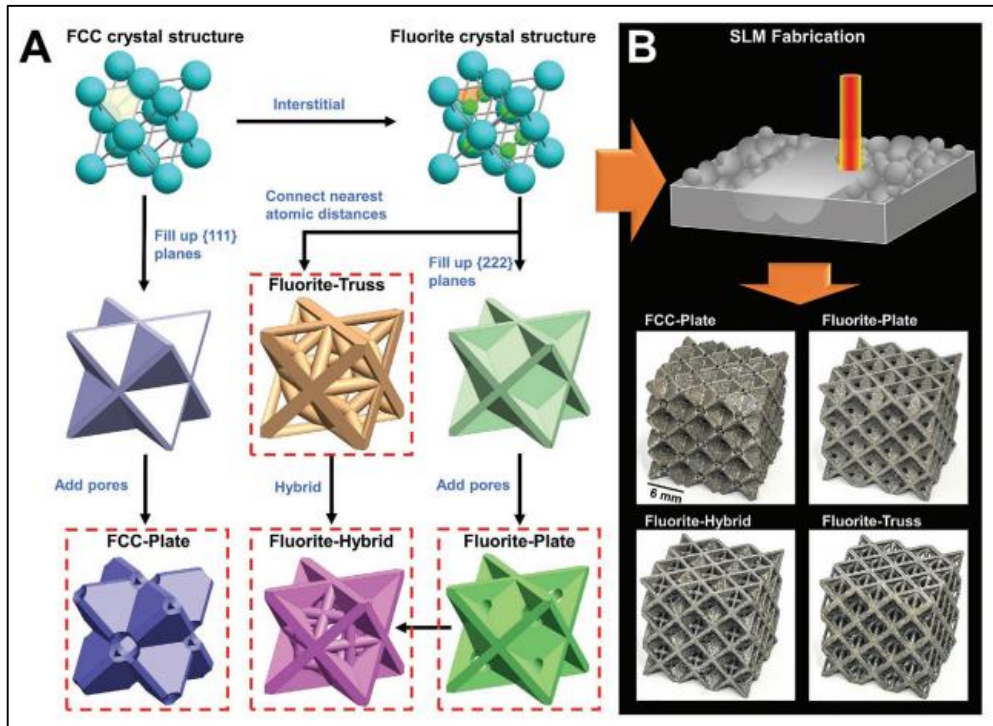 A
FCC crystal structure
Fluorite crystal structure
Interstitial
Connect nearest
atomic distances
Fill up {111}
planes
Fill up {222}
planes
Fluorite-Truss
Add pores
Hybrid
Add pores
FCC-Plate
Fluorite-Hybrid
Fluorite-Plate
B
SLM Fabrication
FCC-Plate
Fluorite-Plate
6 mm
Fluorite-Hybrid
Fluorite-Truss